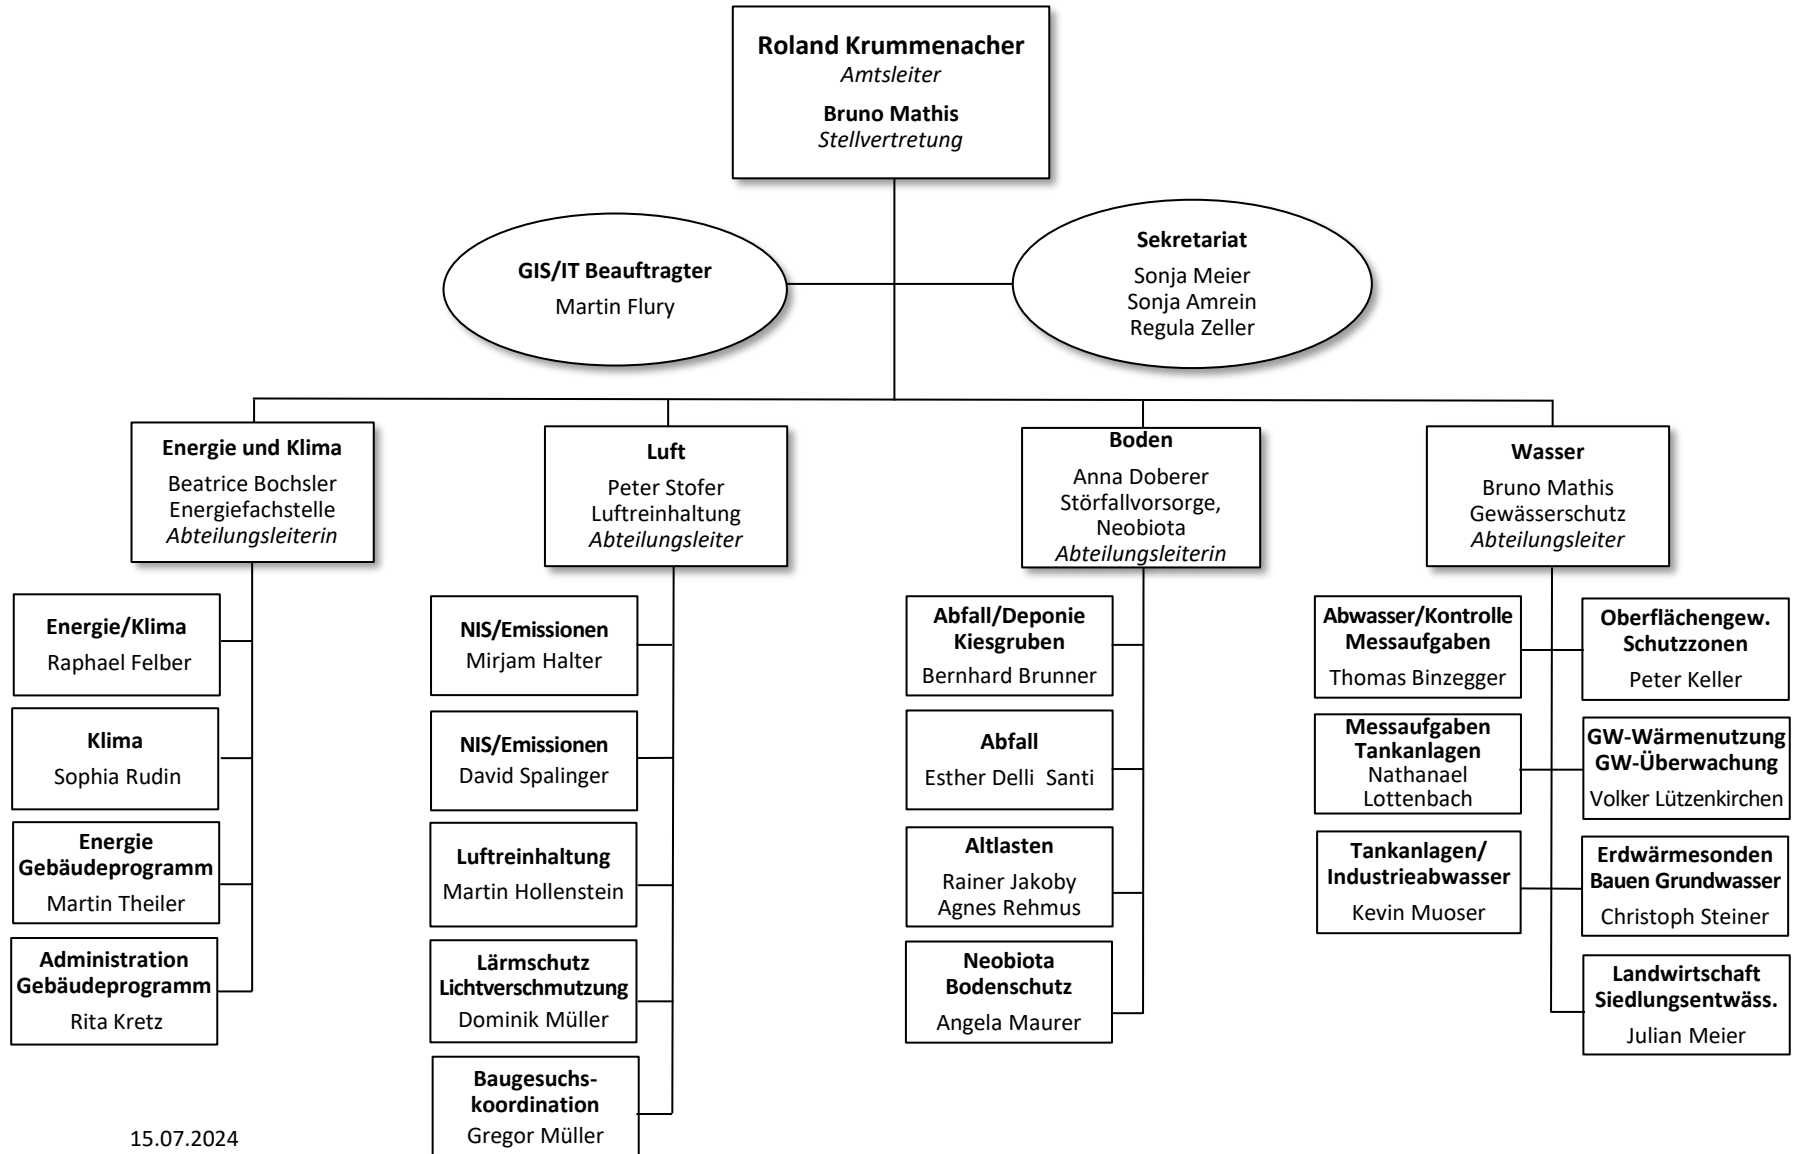 Roland Krummenacher
Amtsleiter
Bruno Mathis
Stellvertretung
GIS/IT Beauftragter
Martin Flury
Sekretariat
Sonja Meier
Sonja Amrein
Regula Zeller
Energie und Klima
Beatrice Bochsler
Energiefachstelle
Abteilungsleiterin
Luft
Peter Stofer
Luftreinhaltung
Abteilungsleiter
Boden
Anna Doberer
Störfallvorsorge,
Neobiota
Abteilungsleiterin
Wasser
Bruno Mathis
Gewässerschutz
Abteilungsleiter
Energie/Klima
Raphael Felber
Klima
Sophia Rudin
Energie
Gebäudeprogramm
Martin Theiler
Administration
Gebäudeprogramm
Rita Kretz
NIS/Emissionen
Mirjam Halter
NIS/Emissionen
David Spalinger
Luftreinhaltung
Martin Hollenstein
Lärmschutz
Lichtverschmutzung
Dominik Müller
Baugesuchs-
koordination
Gregor Müller
Abfall/Deponie
Kiesgruben
Bernhard Brunner
Abfall
Esther Delli  Santi
Altlasten
Rainer Jakoby
Agnes Rehmus
Neobiota
Bodenschutz
Angela Maurer
Abwasser/Kontrolle
Messaufgaben
Thomas Binzegger
Messaufgaben
Tankanlagen
Nathanael
Lottenbach
Tankanlagen/
Industrieabwasser
Kevin Muoser
Oberflächengew.
Schutzzonen
Peter Keller
GW-Wärmenutzung
GW-Überwachung
Volker Lützenkirchen
Erdwärmesonden
Bauen Grundwasser
Christoph Steiner
Landwirtschaft
Siedlungsentwäss.
Julian Meier
15.07.2024